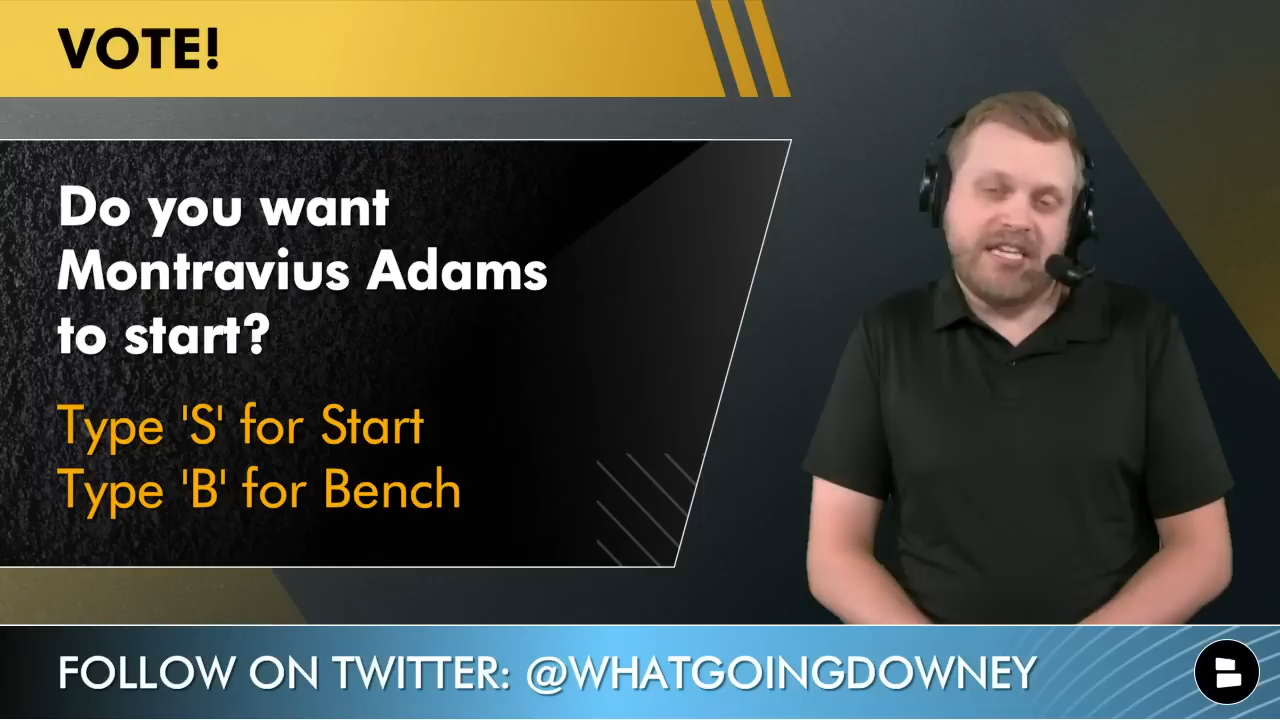 VOTE!
Do you want
Montravius Adams
to start?
Type 'S' for Start
Type 'B' for Bench
FOLLOW ON TWITTER: @WHATGOINGDOWNEY